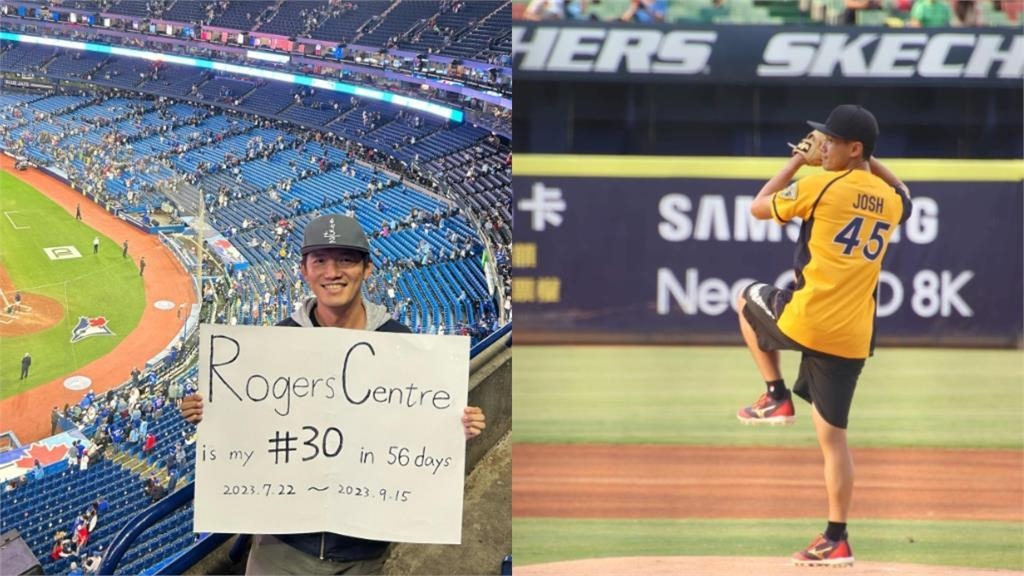 Rogers Centre
is my #30 in 56 days
2023.7.22 ～ 2023.9.15
HERS SKECH
卡
SAMS G
Neo D 8K
JOSH
45